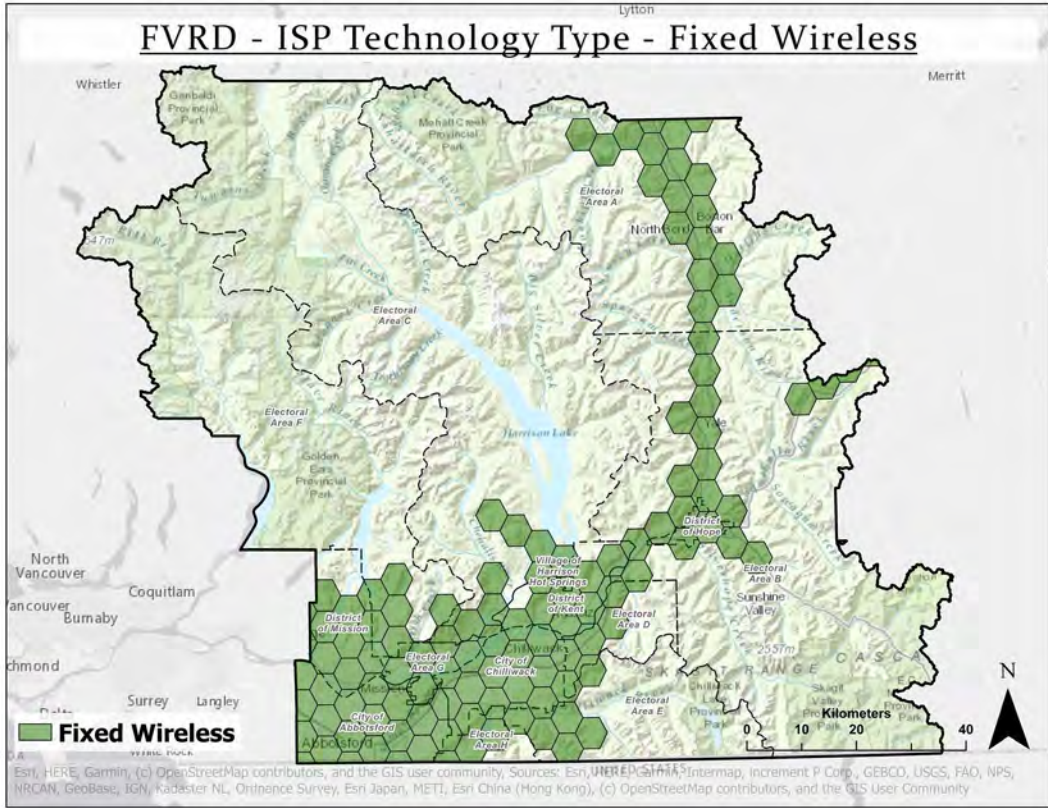 Lytton
FVRD - ISP Technology Type - Fixed Wireless
Whistler
Merritt
Garibaldi
Provincial
Park
Mehatl Creek
Provincial
Park
Electoral
Area A
North Bend
Boston
Bar
Electoral
Area C
Electoral
Area F
Harrison Lake
Yale
Golden
Ears
Provincial
Park
District
of Hope
Village of
Harrison
Hot Springs
Electoral
Area B
North
Vancouver
Coquitlam
District
of Kent
Sunshine
Valley
Vancouver
Burnaby
District
of Mission
Electoral
Area D
Chilliwack
Electoral
Area G
City of
Chilliwack
2557m
Surrey
Langley
Mission
Electoral
Area E
City of
Abbotsford
Abbotsford
Electoral
Area H
Fixed Wireless
Kilometers
0 20 40
N
White Rock
UNITED STATES
Esri, HERE, Garmin, (c) OpenStreetMap contributors, and the GIS user community, Sources: Esri, HERE, Garmin, Intermap, increment P Corp., GEBCO, USGS, FAO, NPS,
NRCAN, GeoBase, IGN, Kadaster NL, Ordnance Survey, Esri Japan, METI, Esri China (Hong Kong), (c) OpenStreetMap contributors, and the GIS User Community